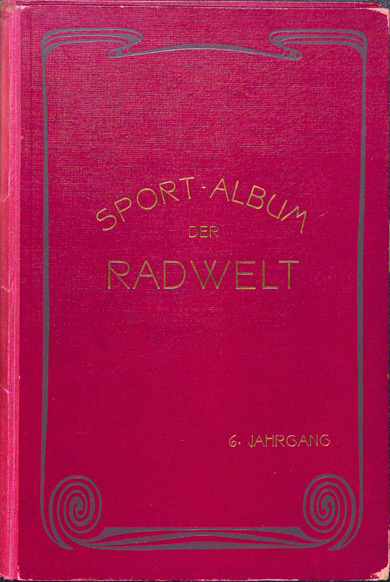 SPORT-ALBUM
DER
RADWELT
6. JAHRGANG